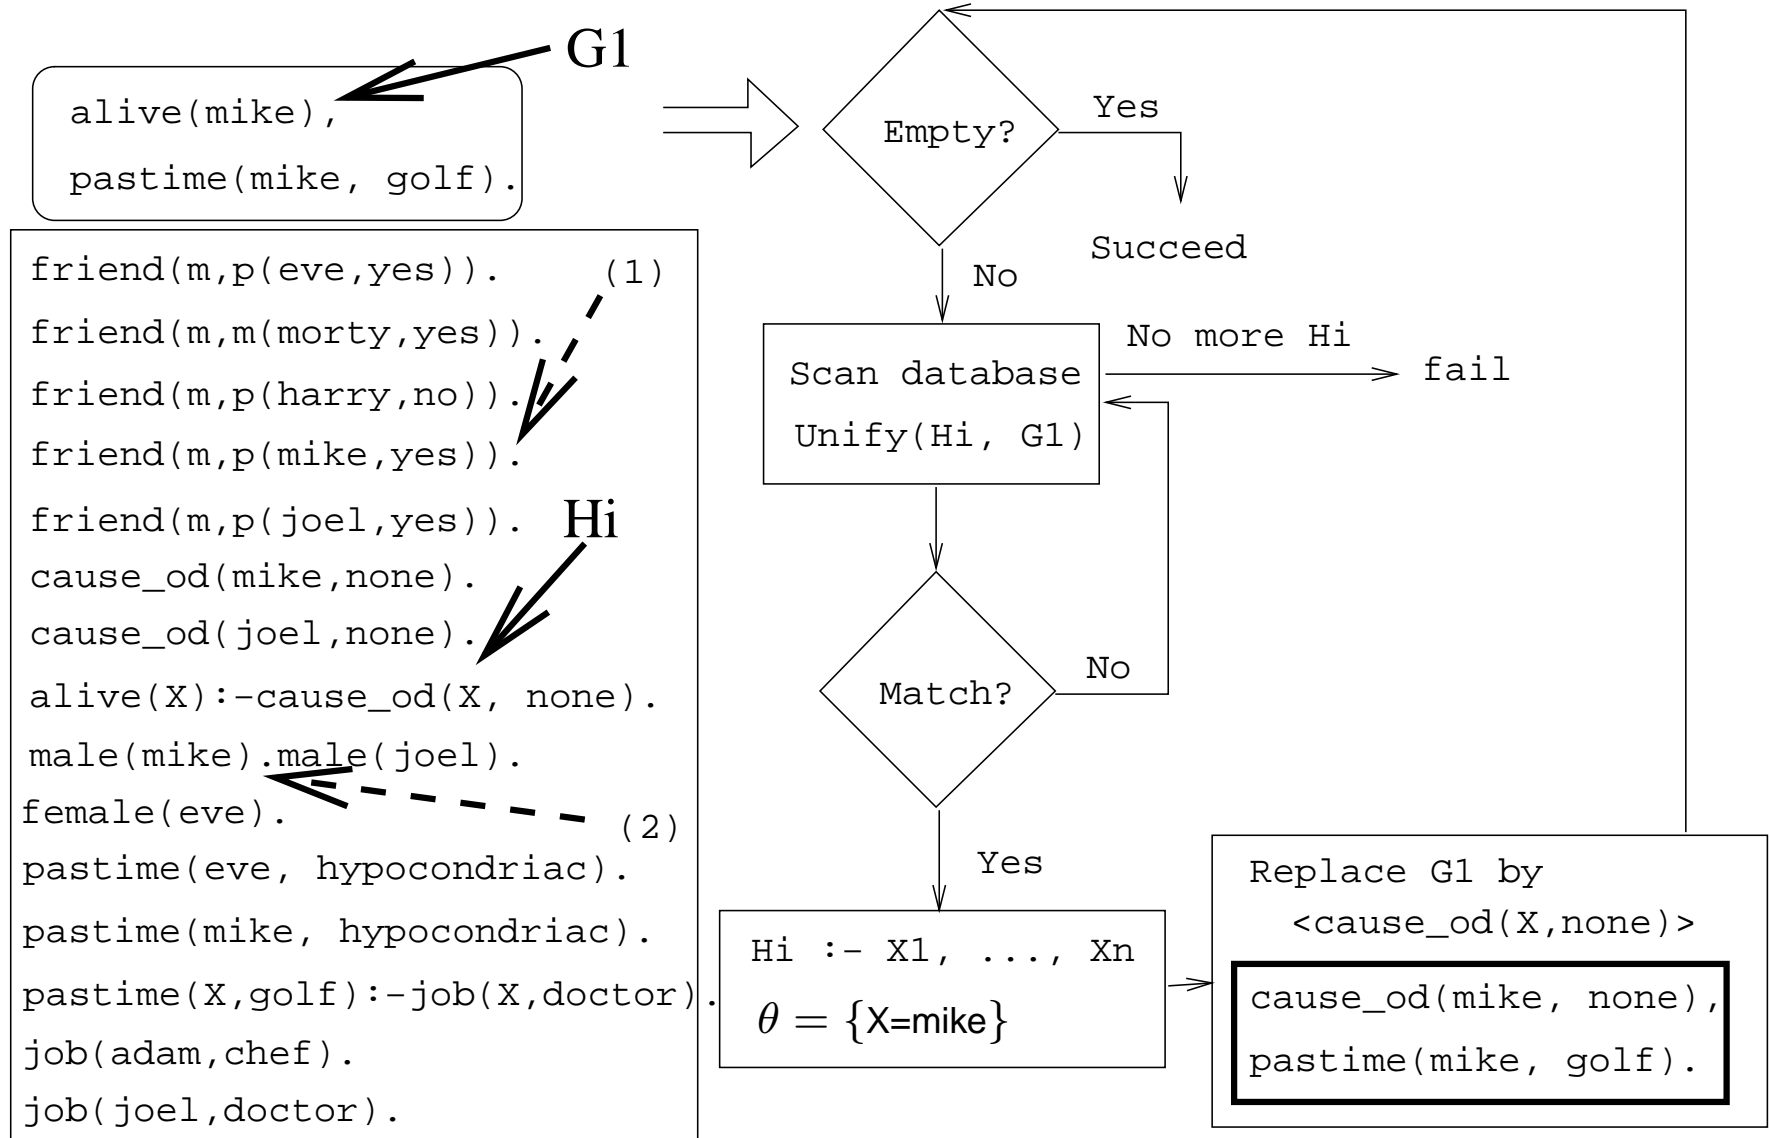 G1
alive(mike),
pastime(mike, golf).
friend(m,p(eve,yes)).
(1)
friend(m,m(morty,yes)).
friend(m,p(harry,no)).
friend(m,p(mike,yes)).
friend(m,p(joel,yes)).
Hi
cause_od(mike,none).
cause_od(joel,none).
alive(X):-cause_od(X, none).
male(mike).male(joel).
female(eve).
(2)
pastime(eve, hypocondriac).
pastime(mike, hypocondriac).
pastime(X,golf):-job(X,doctor).
job(adam,chef).
job(joel,doctor).
Empty?
Yes
Succeed
No
Scan database
Unify(Hi, G1)
No more Hi
fail
Match?
No
Yes
Hi :- X1, ..., Xn
θ = {X=mike}
Replace G1 by
<cause_od(X,none)>
cause_od(mike, none),
pastime(mike, golf).